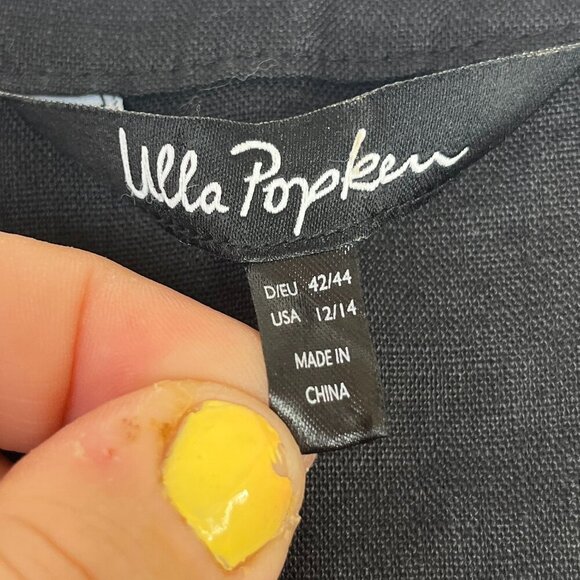 Ulla Popken
D/EU 42/44
USA 12/14
MADE IN
CHINA